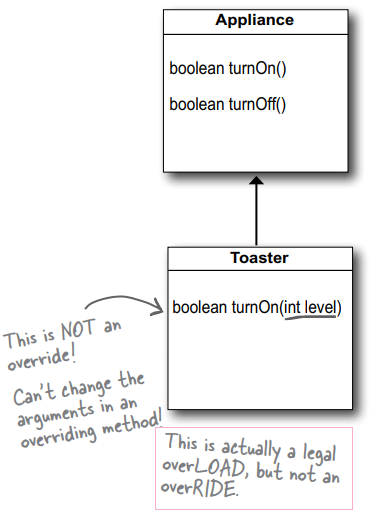 Appliance
boolean turnOn()
boolean turnOff()
Toaster
boolean turnOn(int level)
This is NOT an
override!
Can't change the
arguments in an
overriding method!
This is actually a legal
overLOAD, but not an
overRIDE.